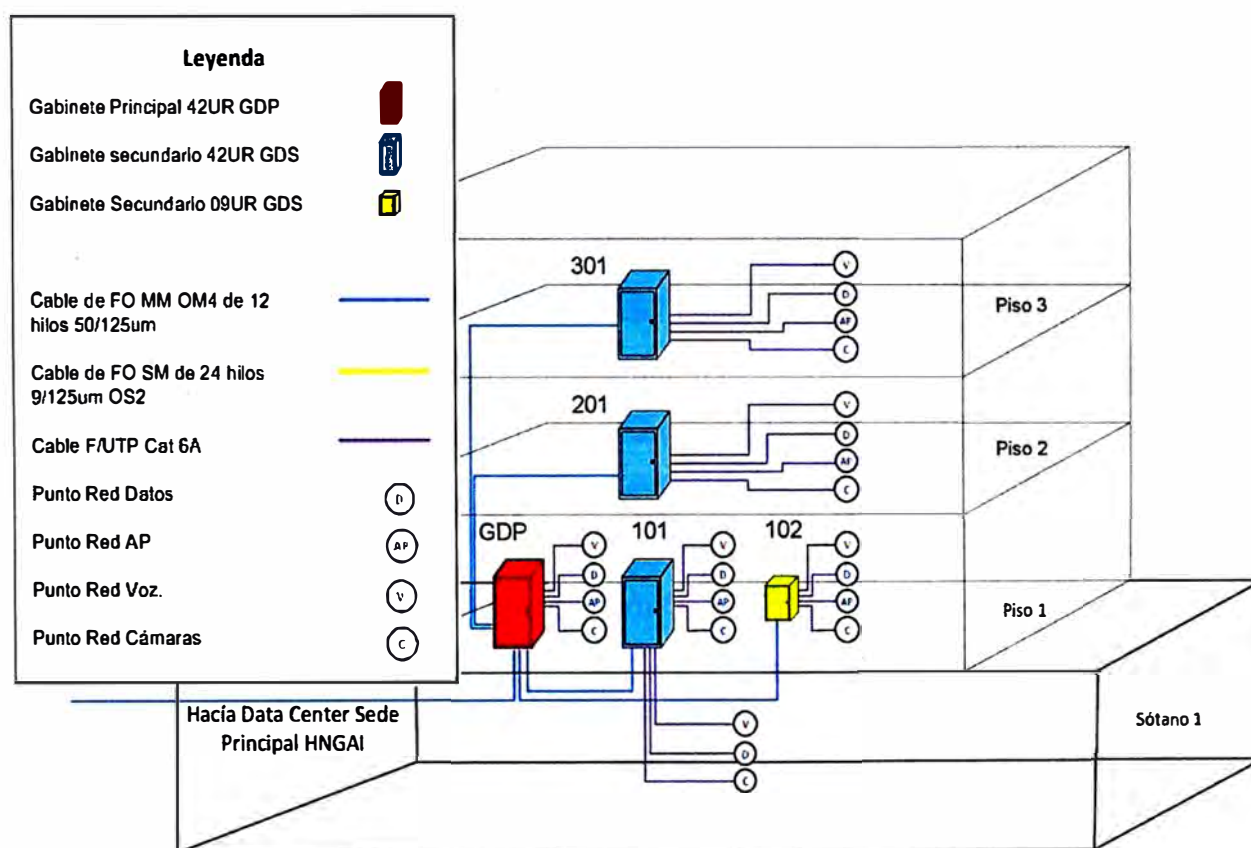 Leyenda
Gabinete Principal 42UR GDP
Gabinete secundario 42UR GDS
Gabinete Secundario 09UR GDS
Cable de FO MM OM4 de 12
hilos 50/125um
Cable de FO SM de 24 hilos
9/125um OS2
Cable F/UTP Cat 6A
Punto Red Datos
D
Punto Red AP
AP
Punto Red Voz.
V
Punto Red Cámaras
C
301
V
D
AP
C
Piso 3
201
V
D
AP
C
Piso 2
GDP
V
D
AP
C
101
V
D
AP
C
102
V
D
AP
C
Piso 1
Hacía Data Center Sede
Principal HNGAI
V
D
C
Sótano 1